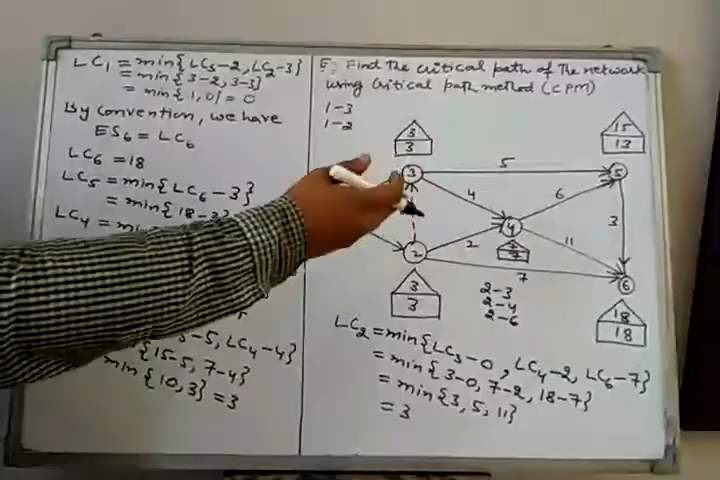 LC1 = min{LC3-2, LC2-3}
= min{3-2, 3-3}
= min{1, 0} = 0
By Convention, we have
ES6 = LC6
LC6 = 18
LC5 = min{LC6-3}
= min{18-3}
LC4 =
-5, LC4-4}
{15-5, 7-4}
min{10, 3} = 3
E: Find the critical path of the network
using critical path method (CPM)
1-3
1-2
3
3
15
13
3
5
5
4
6
4
3
2
11
7
2
7
6
3
3
2-3
2-4
2-6
18
18
LC2 = min{LC3-0, LC4-2, LC6-7}
= min{3-0, 7-2, 18-7}
= min{3, 5, 11}
= 3